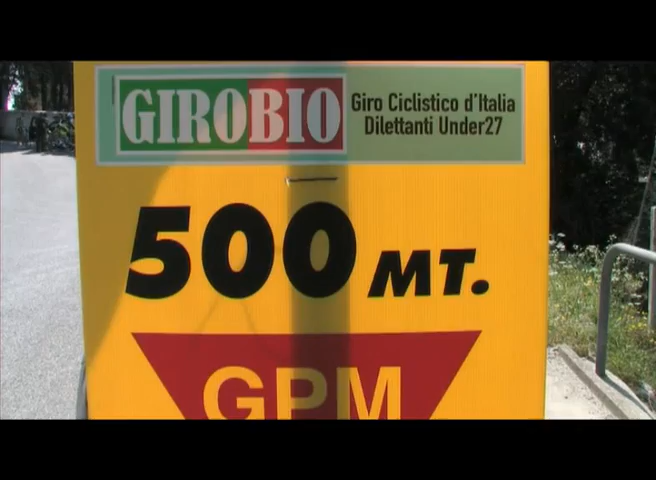 GIROBIO
Giro Ciclistico d'Italia
Dilettanti Under27
500 MT.
GPM